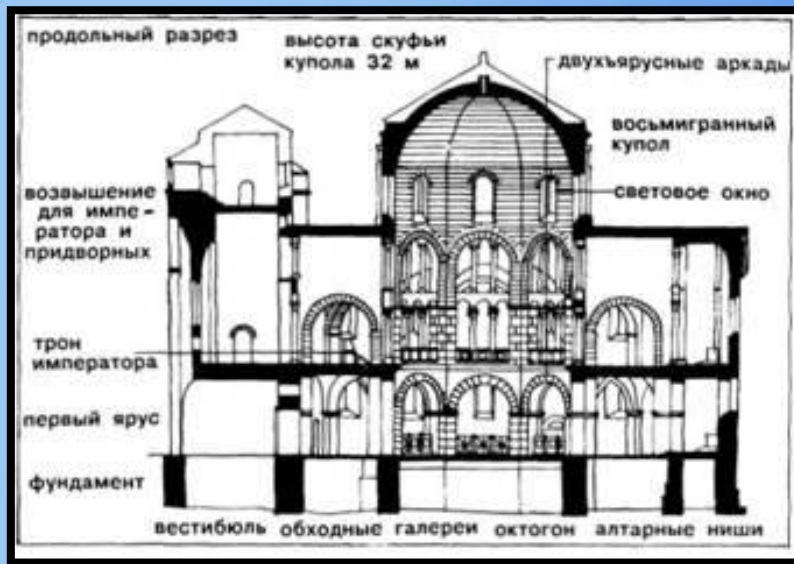 продольный разрез
высота скуфьи
купола 32 м
двухъярусные аркады
восьмигранный
купол
световое окно
возвышение
для импе-
ратора и
придворных
трон
императора
первый ярус
фундамент
вестибюль обходные галереи октогон алтарные ниши